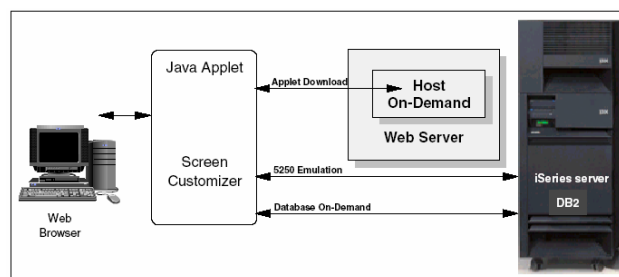 Java Applet
Applet Download
Host
On-Demand
Web Server
Screen
Customizer
5250 Emulation
iSeries server
DB2
Database On-Demand
Web
Browser